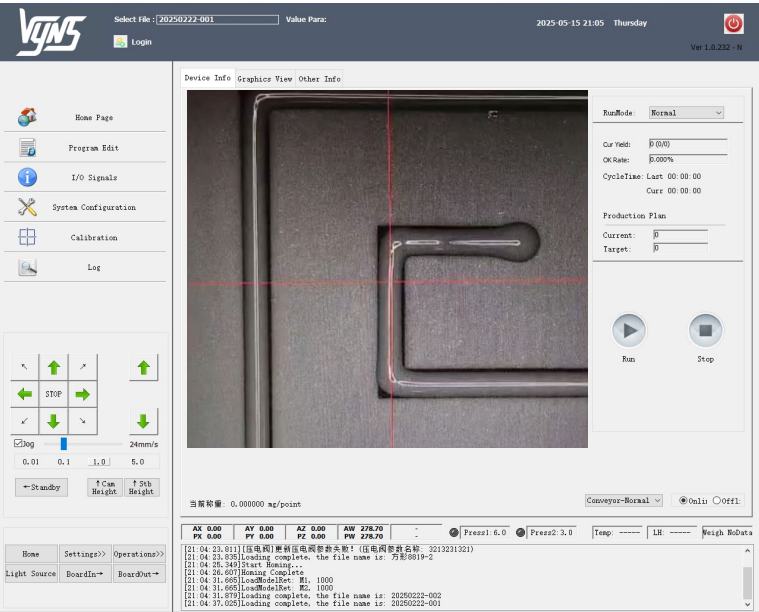 VYNS
Select File : 20250222-001
Value Para:
2025-05-15 21:05 Thursday
Login
Ver 1.0.232 - N
Home Page
Program Edit
I/O Signals
System Configuration
Calibration
Log
STOP
Jog
24mm/s
0.01 0.1 1.0 5.0
←Standby
↑Cam Height
↑Stb Height
Home Settings>> Operations>>
Light Source BoardIn→ BoardOut→
Device Info Graphics View Other Info
RunMode: Normal
Cur Yield: 0 (0/0)
OK Rate: 0.000%
CycleTime: Last 00:00:00
Curr 00:00:00
Production Plan
Current: 0
Target: 0
Run Stop
当前称重: 0.000000 mg/point
Conveyor-Normal Onli Offl
AX 0.00 AY 0.00 AZ 0.00 AW 278.70 -
PX 0.00 PY 0.00 PZ 0.00 PW 278.70 -
Press1: 6.0 Press2: 3.0 Temp: ----- LH: ----- Weigh NoData
[21:04:23.811][压电阀]更新压电阀参数失败! (压电阀参数名称: 3213231321)
[21:04:23.835]Loading complete, the file name is: 万形8819-2
[21:04:25.349]Start Homing...
[21:04:26.607]Homing Complete
[21:04:31.665]LoadModelRet: M1, 1000
[21:04:31.665]LoadModelRet: M2, 1000
[21:04:31.879]Loading complete, the file name is: 20250222-002
[21:04:37.025]Loading complete, the file name is: 20250222-001